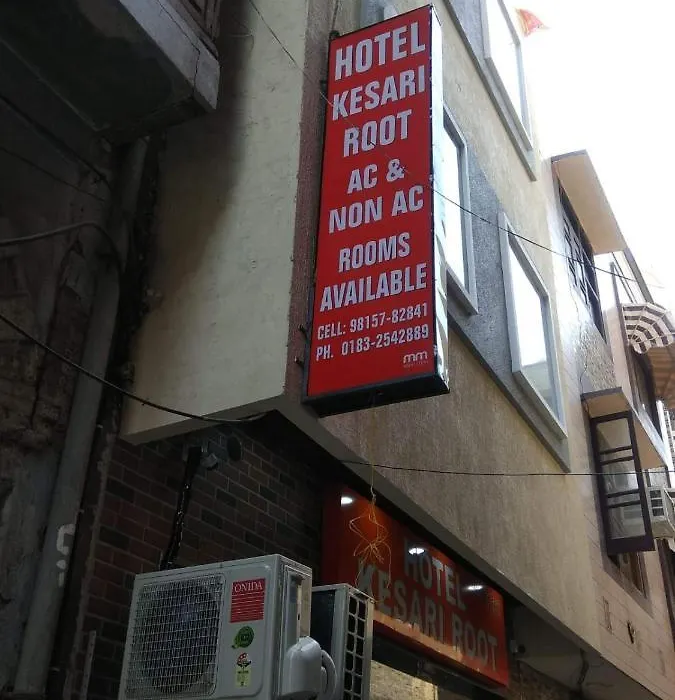 HOTEL
KESARI
ROOT
AC &
NON AC
ROOMS
AVAILABLE
CELL: 98157-82841
PH. 0183-2542889
mm
ONIDA
HOTEL
KESARI ROOT